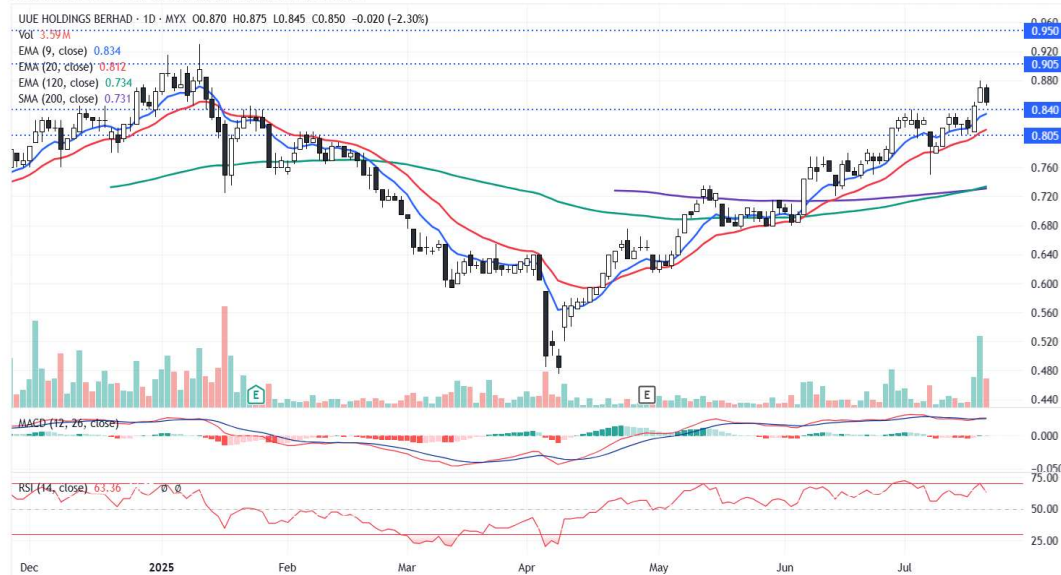 UUE HOLDINGS BERHAD · 1D · MYX O0.870 H0.875 L0.845 C0.850 −0.020 (−2.30%)
Vol 3.59M
EMA (9, close) 0.834
EMA (20, close) 0.812
EMA (120, close) 0.734
SMA (200, close) 0.731
0.960
0.950
0.920
0.905
0.880
0.840
0.805
0.760
0.720
0.680
0.640
0.600
0.560
0.520
0.480
0.440
E
E
MACD (12, 26, close)
0.000
−0.050
75.00
RSI (14, close) 63.36 Ø Ø
50.00
25.00
Dec 2025 Feb Mar Apr May Jun Jul